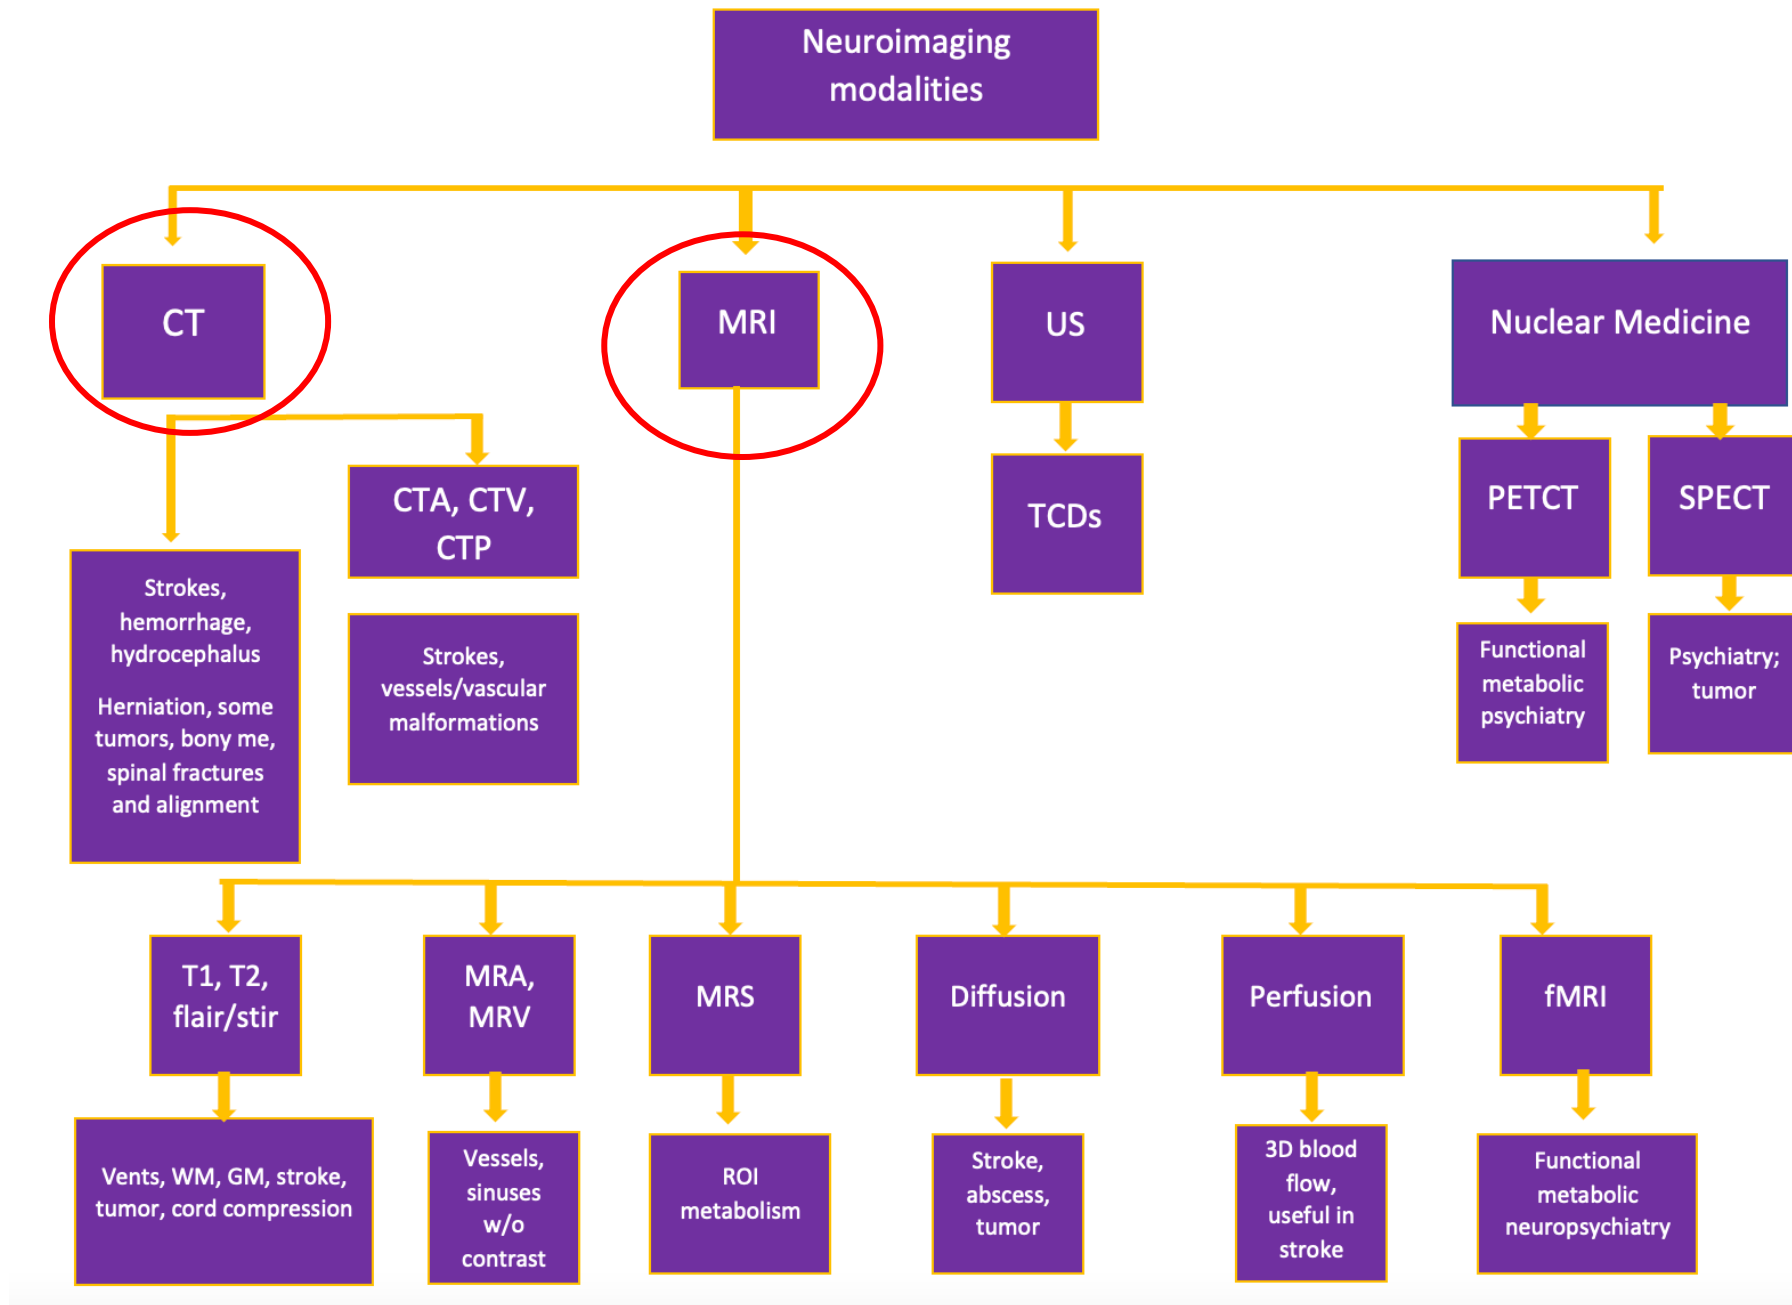 Neuroimaging
modalities
CT
MRI
US
Nuclear Medicine
CTA, CTV,
CTP
TCDs
PETCT
SPECT
Strokes,
hemorrhage,
hydrocephalus
Herniation, some
tumors, bony me,
spinal fractures
and alignment
Strokes,
vessels/vascular
malformations
Functional
metabolic
psychiatry
Psychiatry;
tumor
T1, T2,
flair/stir
MRA,
MRV
MRS
Diffusion
Perfusion
fMRI
Vents, WM, GM, stroke,
tumor, cord compression
Vessels,
sinuses
w/o
contrast
ROI
metabolism
Stroke,
abscess,
tumor
3D blood
flow,
useful in
stroke
Functional
metabolic
neuropsychiatry